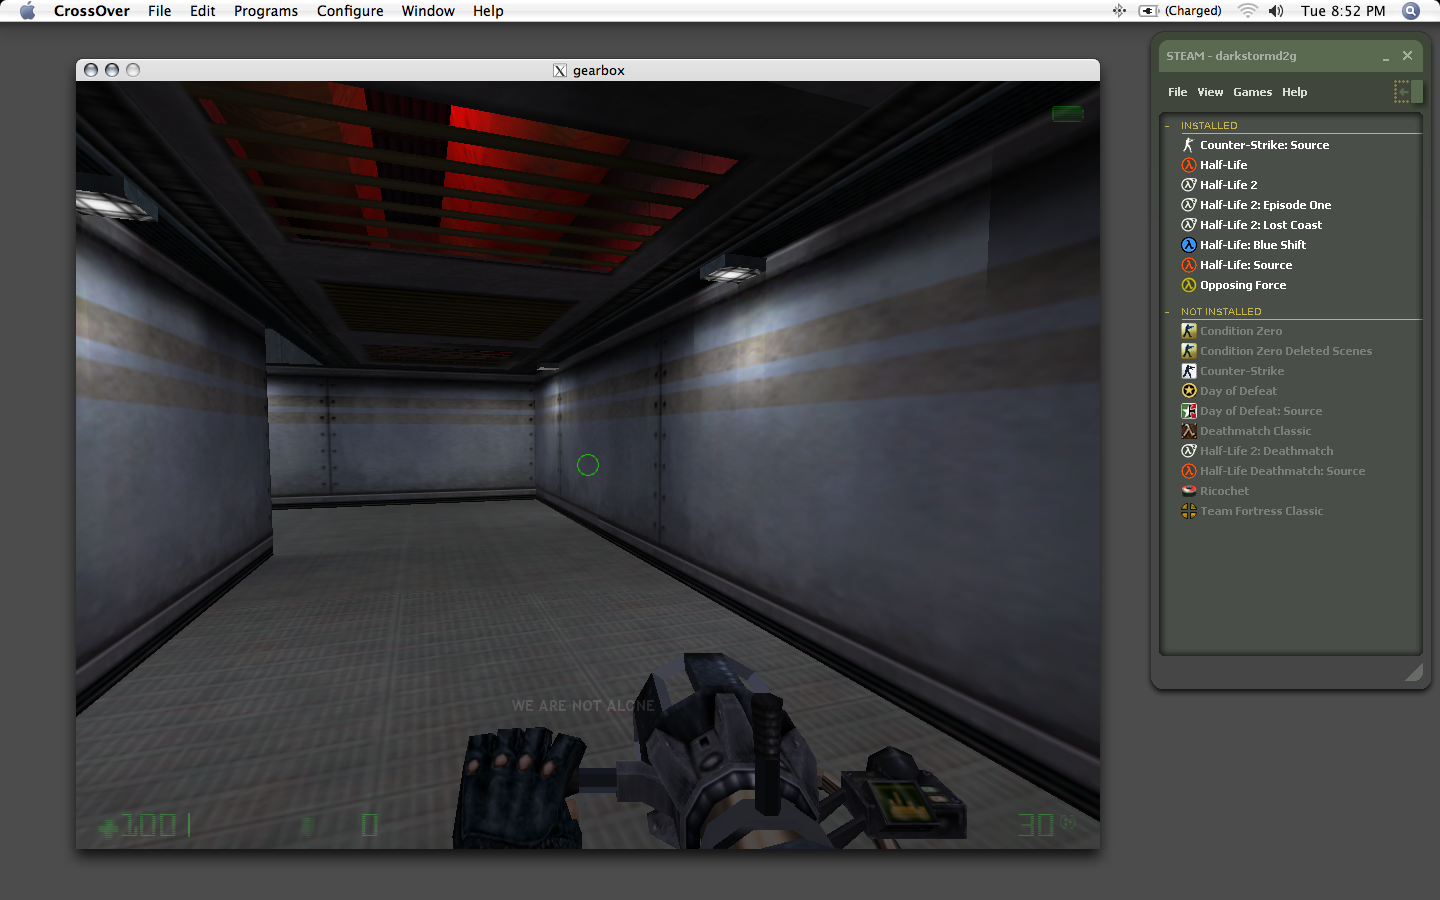 CrossOver File Edit Programs Configure Window Help (Charged) Tue 8:52 PM
X gearbox
STEAM - darkstormd2g
File View Games Help
INSTALLED
Counter-Strike: Source
Half-Life
Half-Life 2
Half-Life 2: Episode One
Half-Life 2: Lost Coast
Half-Life: Blue Shift
Half-Life: Source
Opposing Force
NOT INSTALLED
Condition Zero
Condition Zero Deleted Scenes
Counter-Strike
Day of Defeat
Day of Defeat: Source
Deathmatch Classic
Half-Life 2: Deathmatch
Half-Life Deathmatch: Source
Ricochet
Team Fortress Classic
WE ARE NOT ALONE
100 0 30